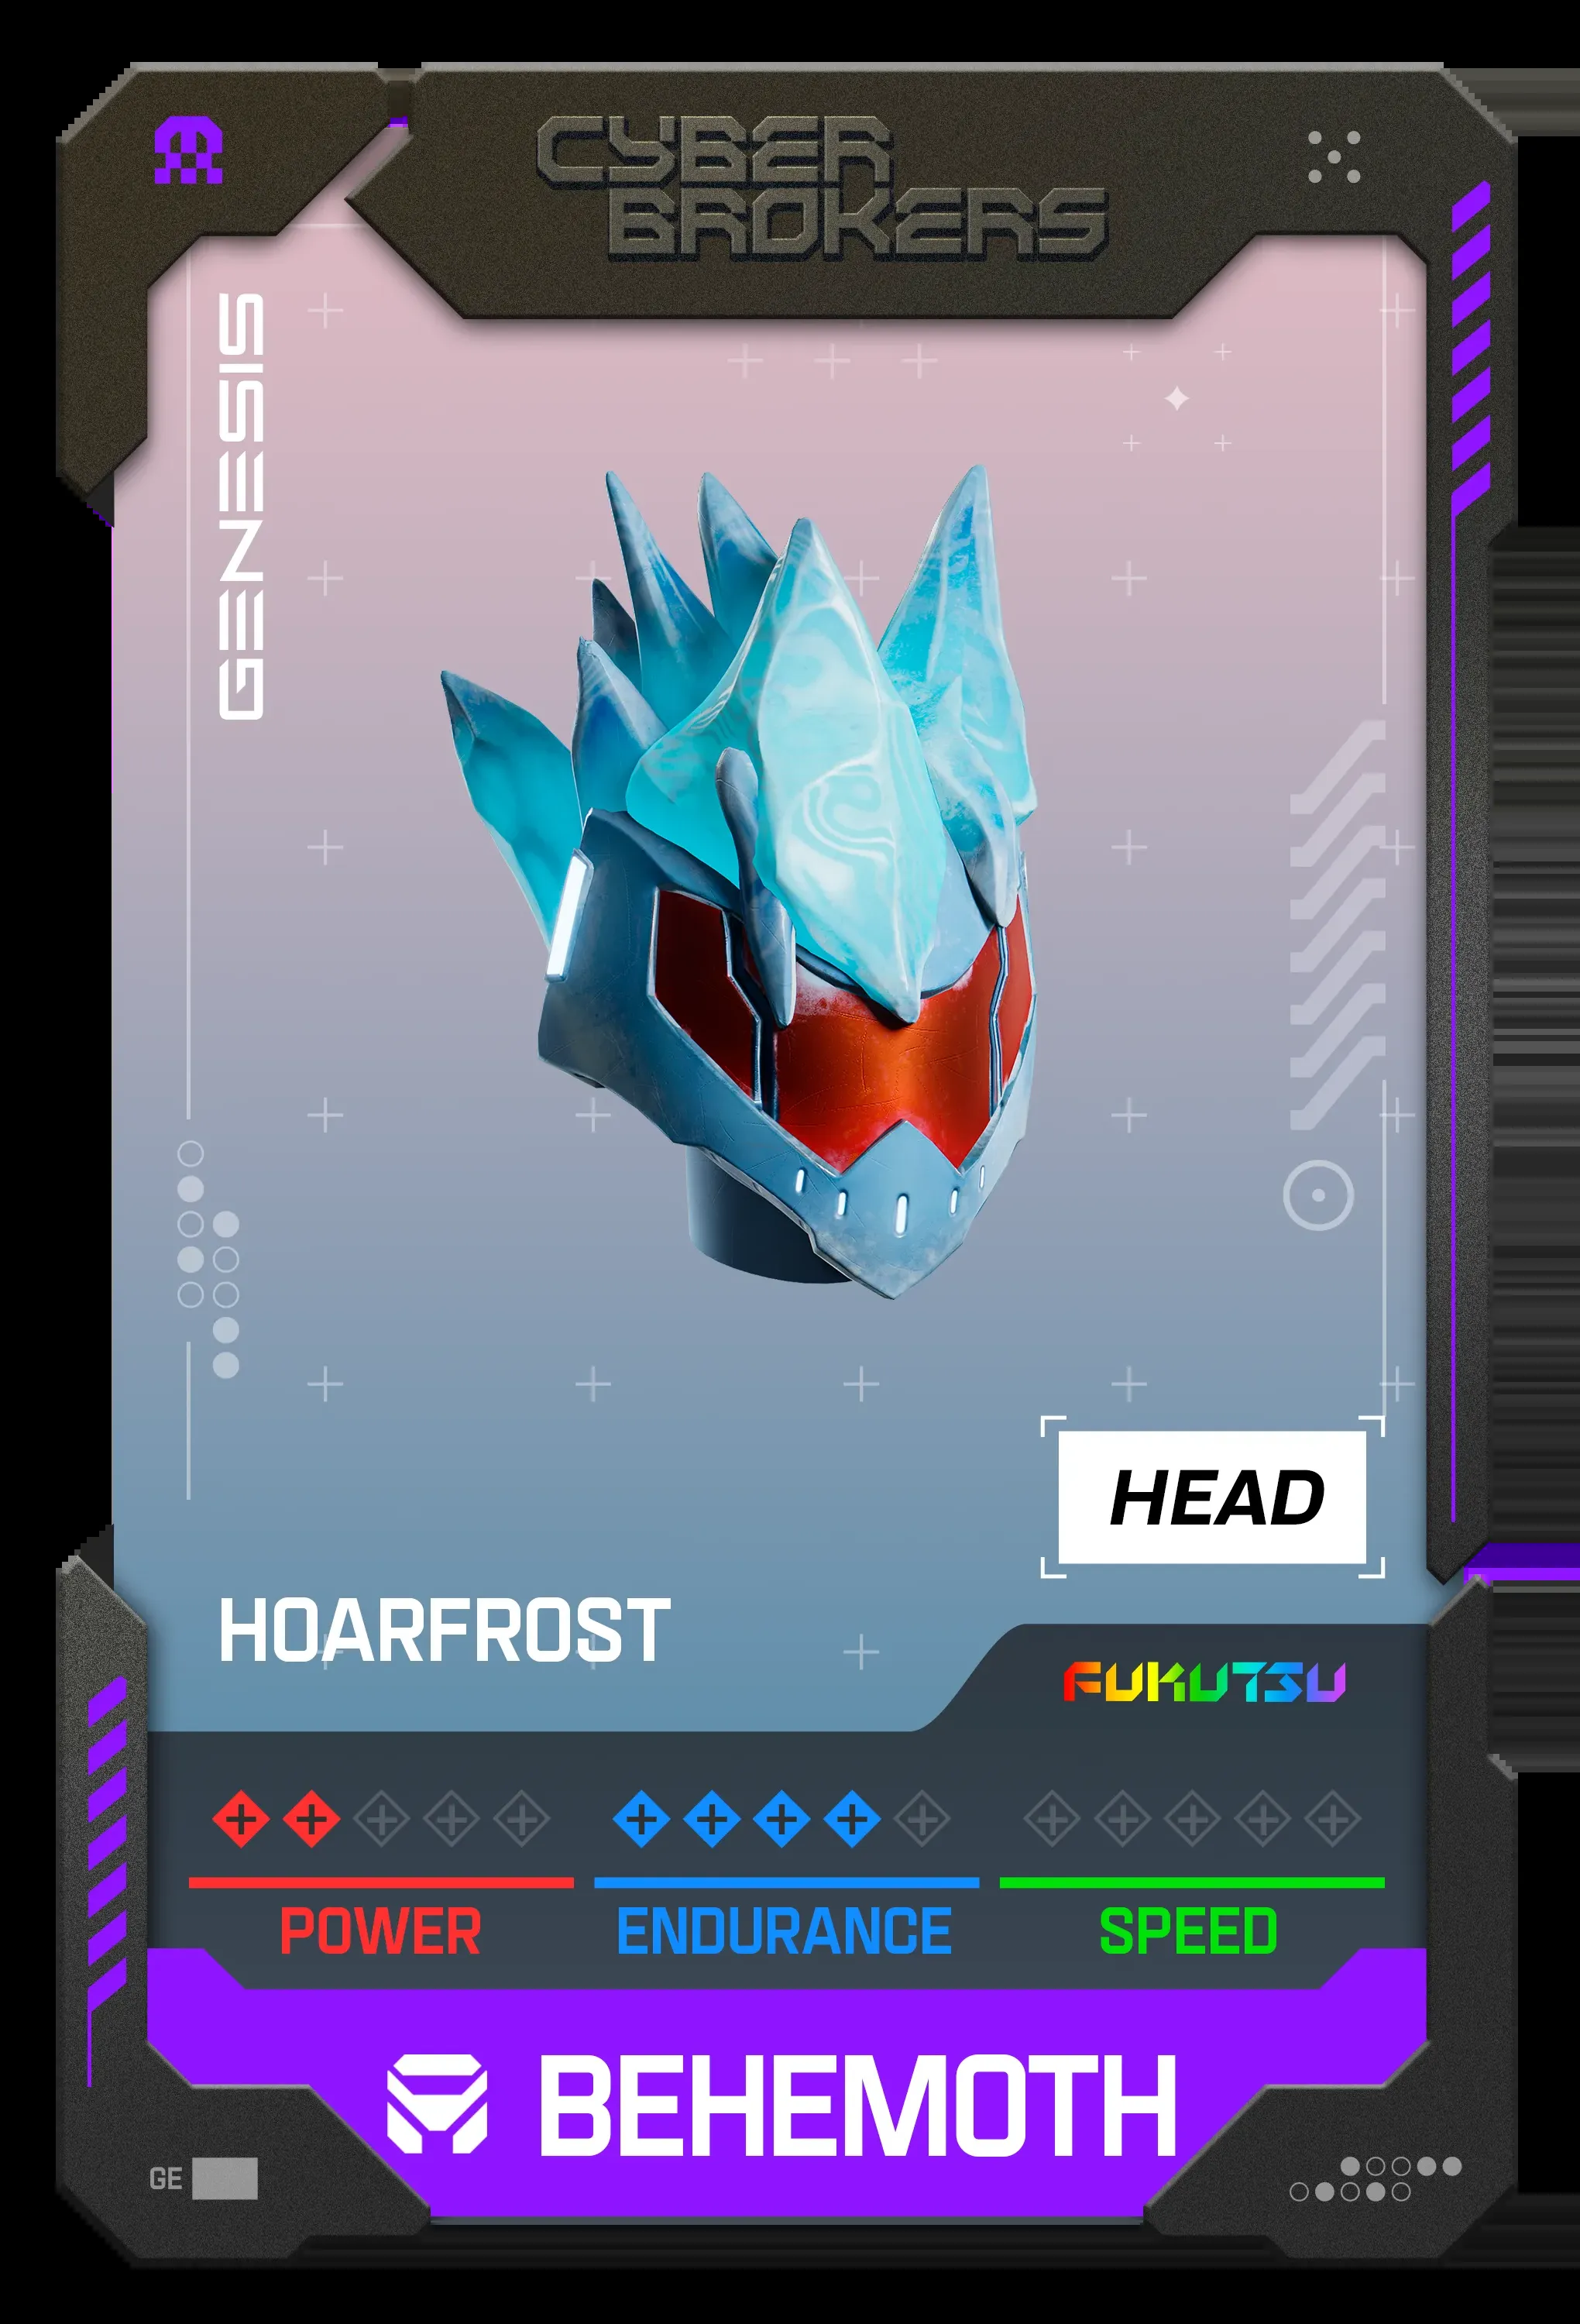 CYBER
BROKERS
GENESIS
HEAD
HOARFROST
FUKUTSU
POWER
ENDURANCE
SPEED
BEHEMOTH
GE